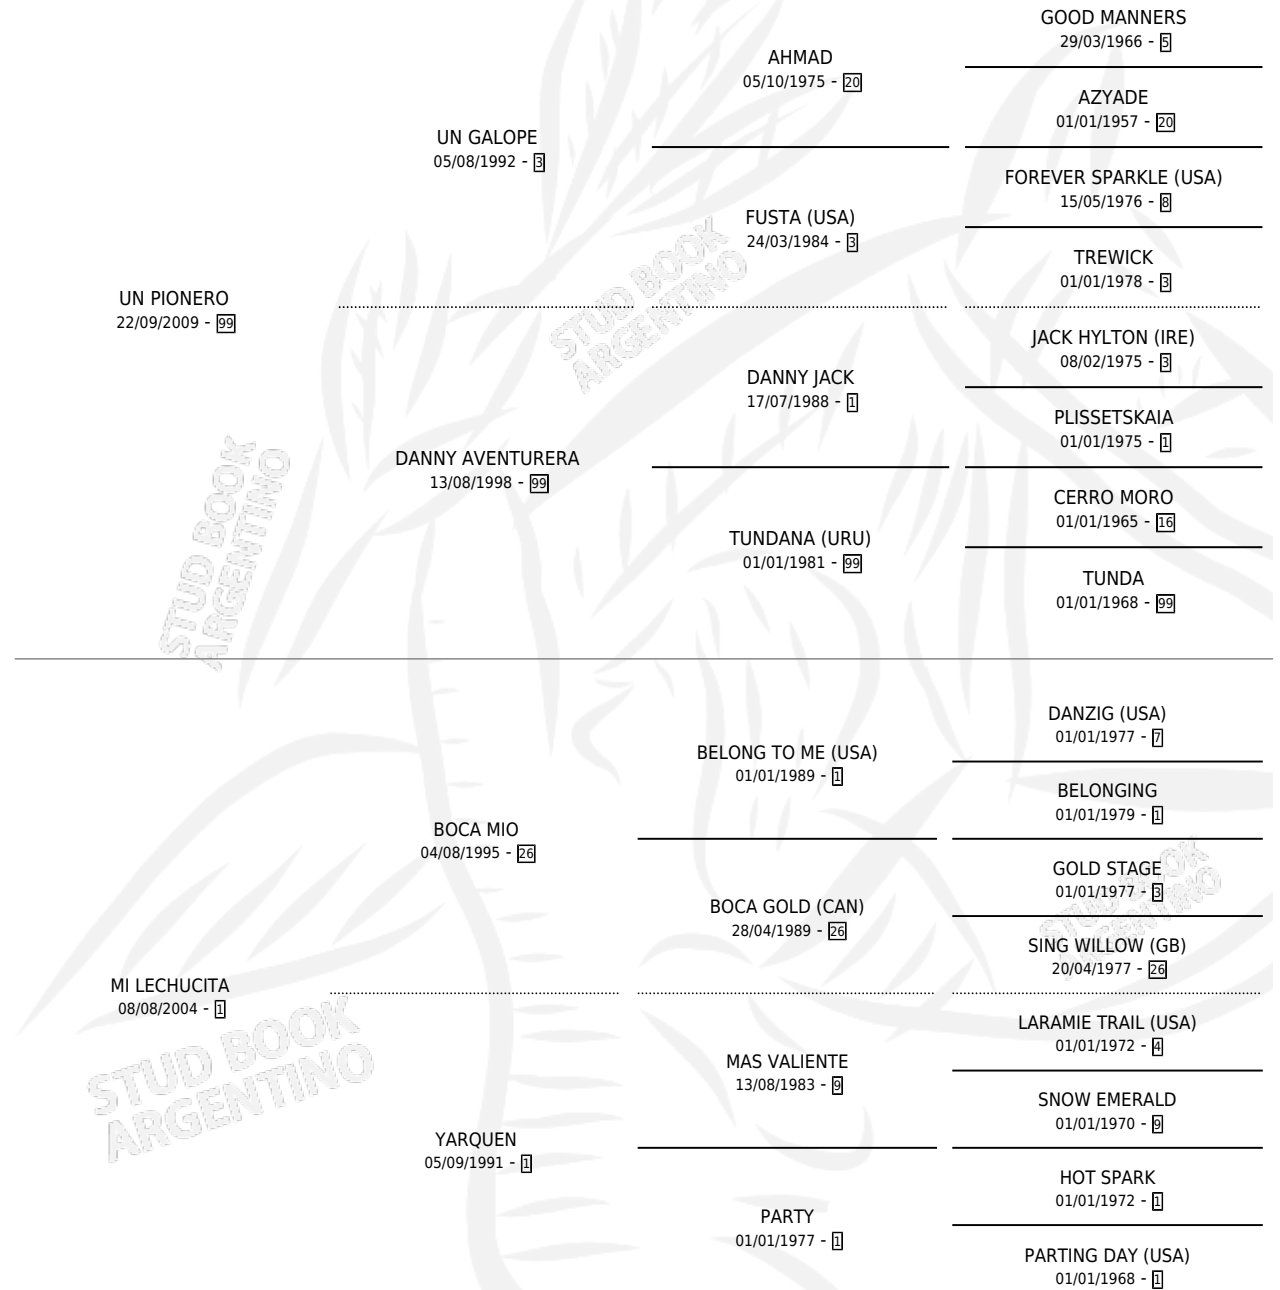 GOOD MANNERS
29/03/1966 - 5
AHMAD
05/10/1975 - 20
AZYADE
01/01/1957 - 20
UN GALOPE
05/08/1992 - 3
FOREVER SPARKLE (USA)
15/05/1976 - 8
FUSTA (USA)
24/03/1984 - 3
TREWICK
01/01/1978 - 3
UN PIONERO
22/09/2009 - 99
JACK HYLTON (IRE)
08/02/1975 - 3
DANNY JACK
17/07/1988 - 1
PLISSETSKAIA
01/01/1975 - 1
DANNY AVENTURERA
13/08/1998 - 99
CERRO MORO
01/01/1965 - 16
TUNDANA (URU)
01/01/1981 - 99
TUNDA
01/01/1968 - 99
STUD BOOK
ARGENTINO
STUD BOOK
ARGENTINO
DANZIG (USA)
01/01/1977 - 7
BELONG TO ME (USA)
01/01/1989 - 1
BELONGING
01/01/1979 - 1
BOCA MIO
04/08/1995 - 26
GOLD STAGE
01/01/1977 - 3
BOCA GOLD (CAN)
28/04/1989 - 26
SING WILLOW (GB)
20/04/1977 - 26
STUD BOOK
ARGENTINO
MI LECHUCITA
08/08/2004 - 1
LARAMIE TRAIL (USA)
01/01/1972 - 4
MAS VALIENTE
13/08/1983 - 9
SNOW EMERALD
01/01/1970 - 9
STUD BOOK
ARGENTINO
YARQUEN
05/09/1991 - 1
HOT SPARK
01/01/1972 - 1
PARTY
01/01/1977 - 1
PARTING DAY (USA)
01/01/1968 - 1